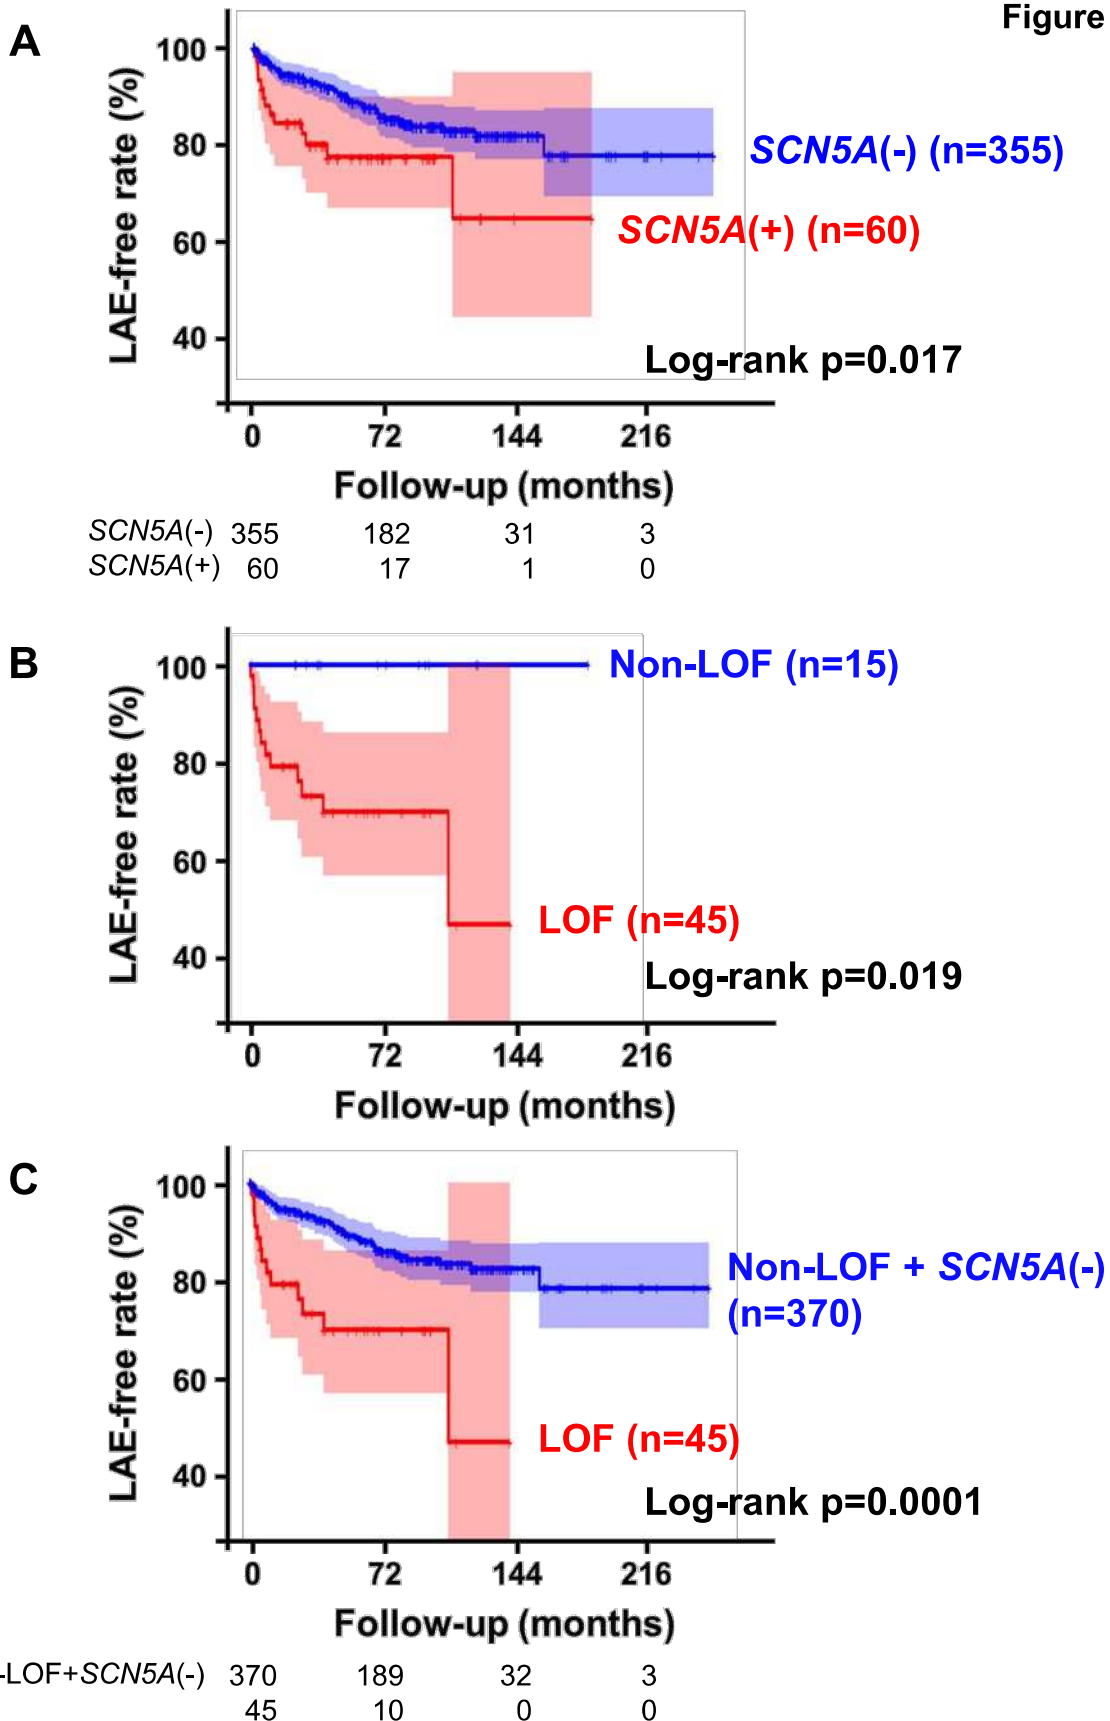 Figure
A
LAE-free rate (%)
100
80
60
40
SCN5A(-) (n=355)
SCN5A(+) (n=60)
Log-rank p=0.017
0 72 144 216
Follow-up (months)
SCN5A(-) 355 182 31 3
SCN5A(+) 60 17 1 0
B
LAE-free rate (%)
100
80
60
40
Non-LOF (n=15)
LOF (n=45)
Log-rank p=0.019
0 72 144 216
Follow-up (months)
C
LAE-free rate (%)
100
80
60
40
Non-LOF + SCN5A(-)
(n=370)
LOF (n=45)
Log-rank p=0.0001
0 72 144 216
Follow-up (months)
-LOF+SCN5A(-) 370 189 32 3
45 10 0 0